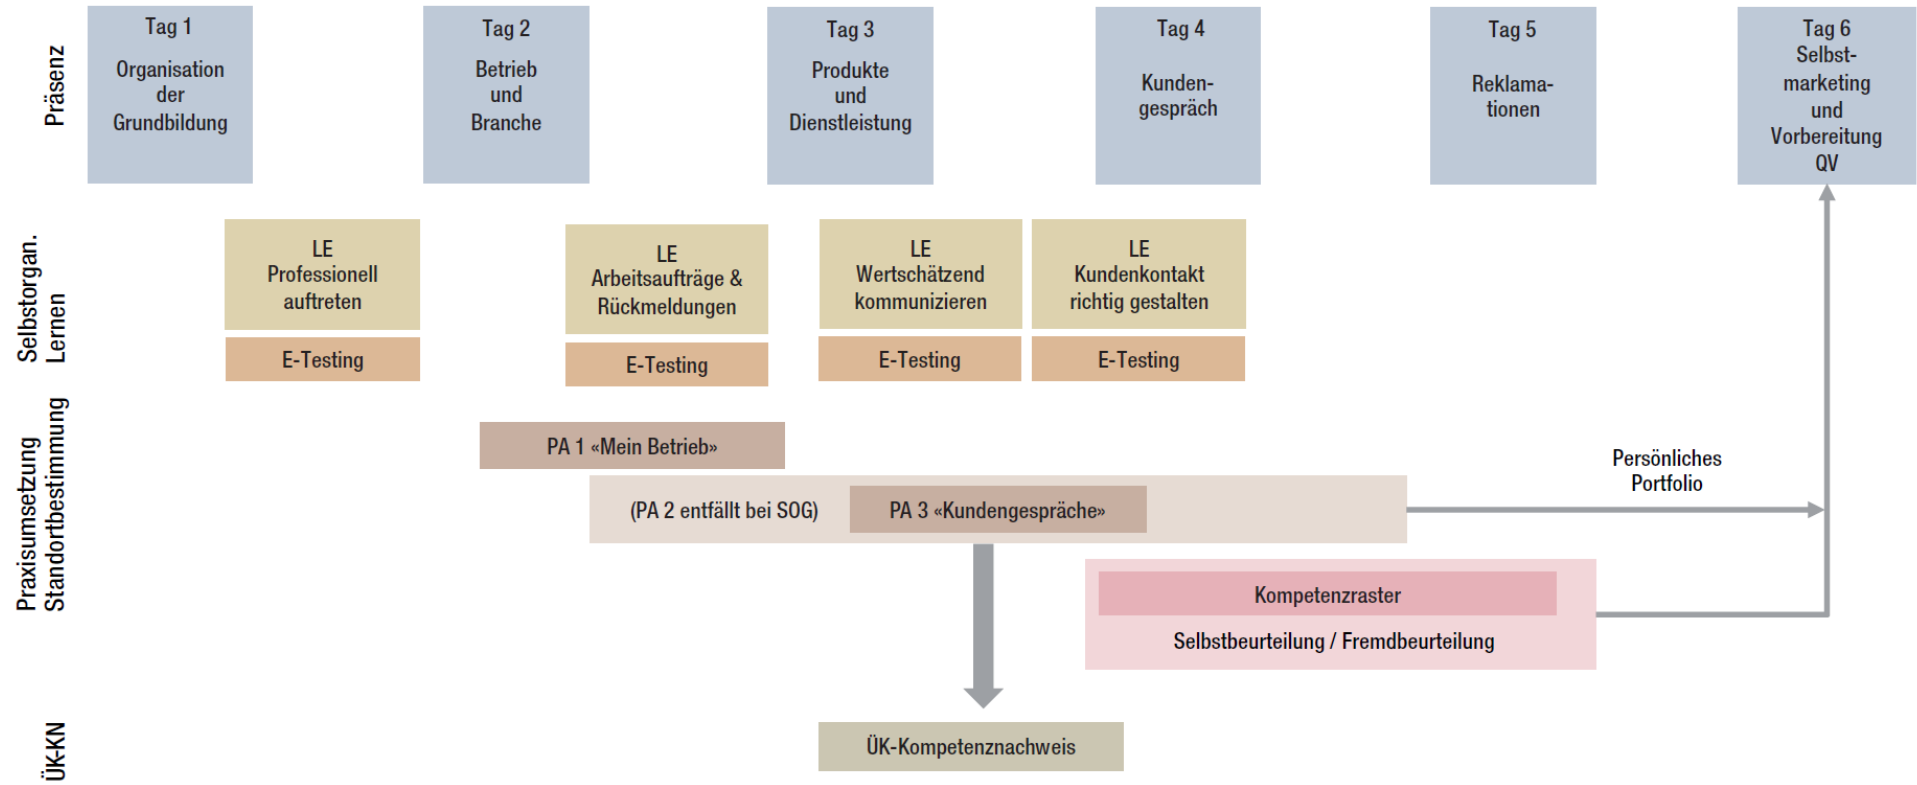 Präsenz
Tag 1
Organisation
der
Grundbildung
Tag 2
Betrieb
und
Branche
Tag 3
Produkte
und
Dienstleistung
Tag 4
Kunden-
gespräch
Tag 5
Reklama-
tionen
Tag 6
Selbst-
marketing
und
Vorbereitung
QV
Selbstorgan.
Lernen
LE
Professionell
auftreten
E-Testing
LE
Arbeitsaufträge &
Rückmeldungen
E-Testing
LE
Wertschätzend
kommunizieren
E-Testing
LE
Kundenkontakt
richtig gestalten
E-Testing
Praxisumsetzung
Standortbestimmung
PA 1 «Mein Betrieb»
(PA 2 entfällt bei SOG)
PA 3 «Kundengespräche»
Persönliches
Portfolio
Kompetenzraster
Selbstbeurteilung / Fremdbeurteilung
ÜK-KN
ÜK-Kompetenznachweis